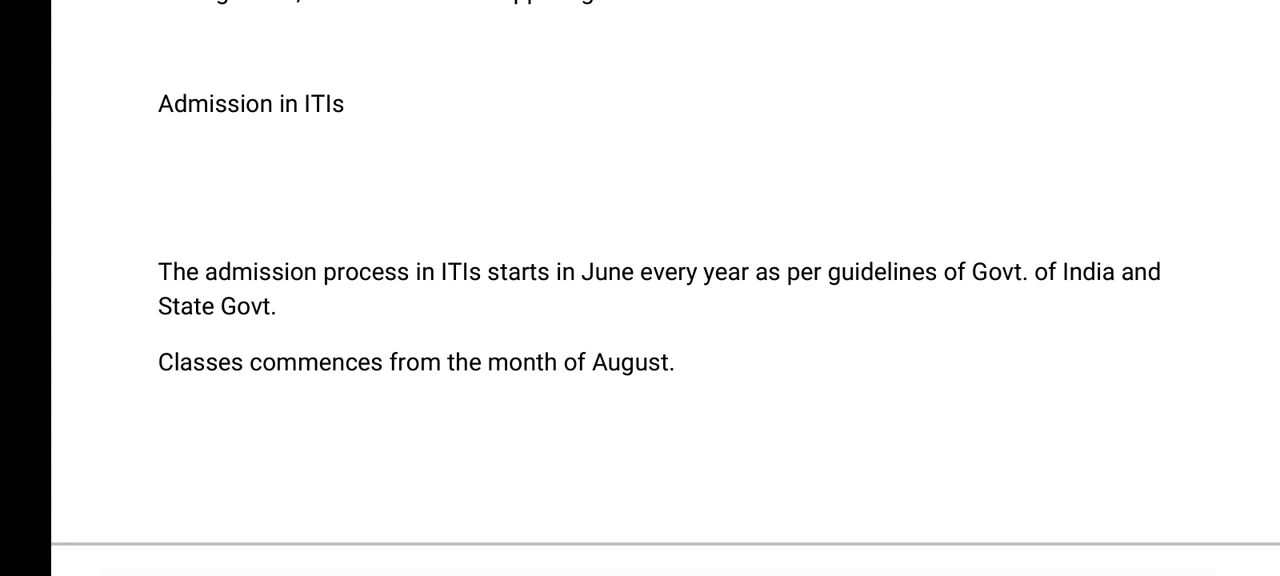 Admission in ITIs
The admission process in ITIs starts in June every year as per guidelines of Govt. of India and
State Govt.
Classes commences from the month of August.